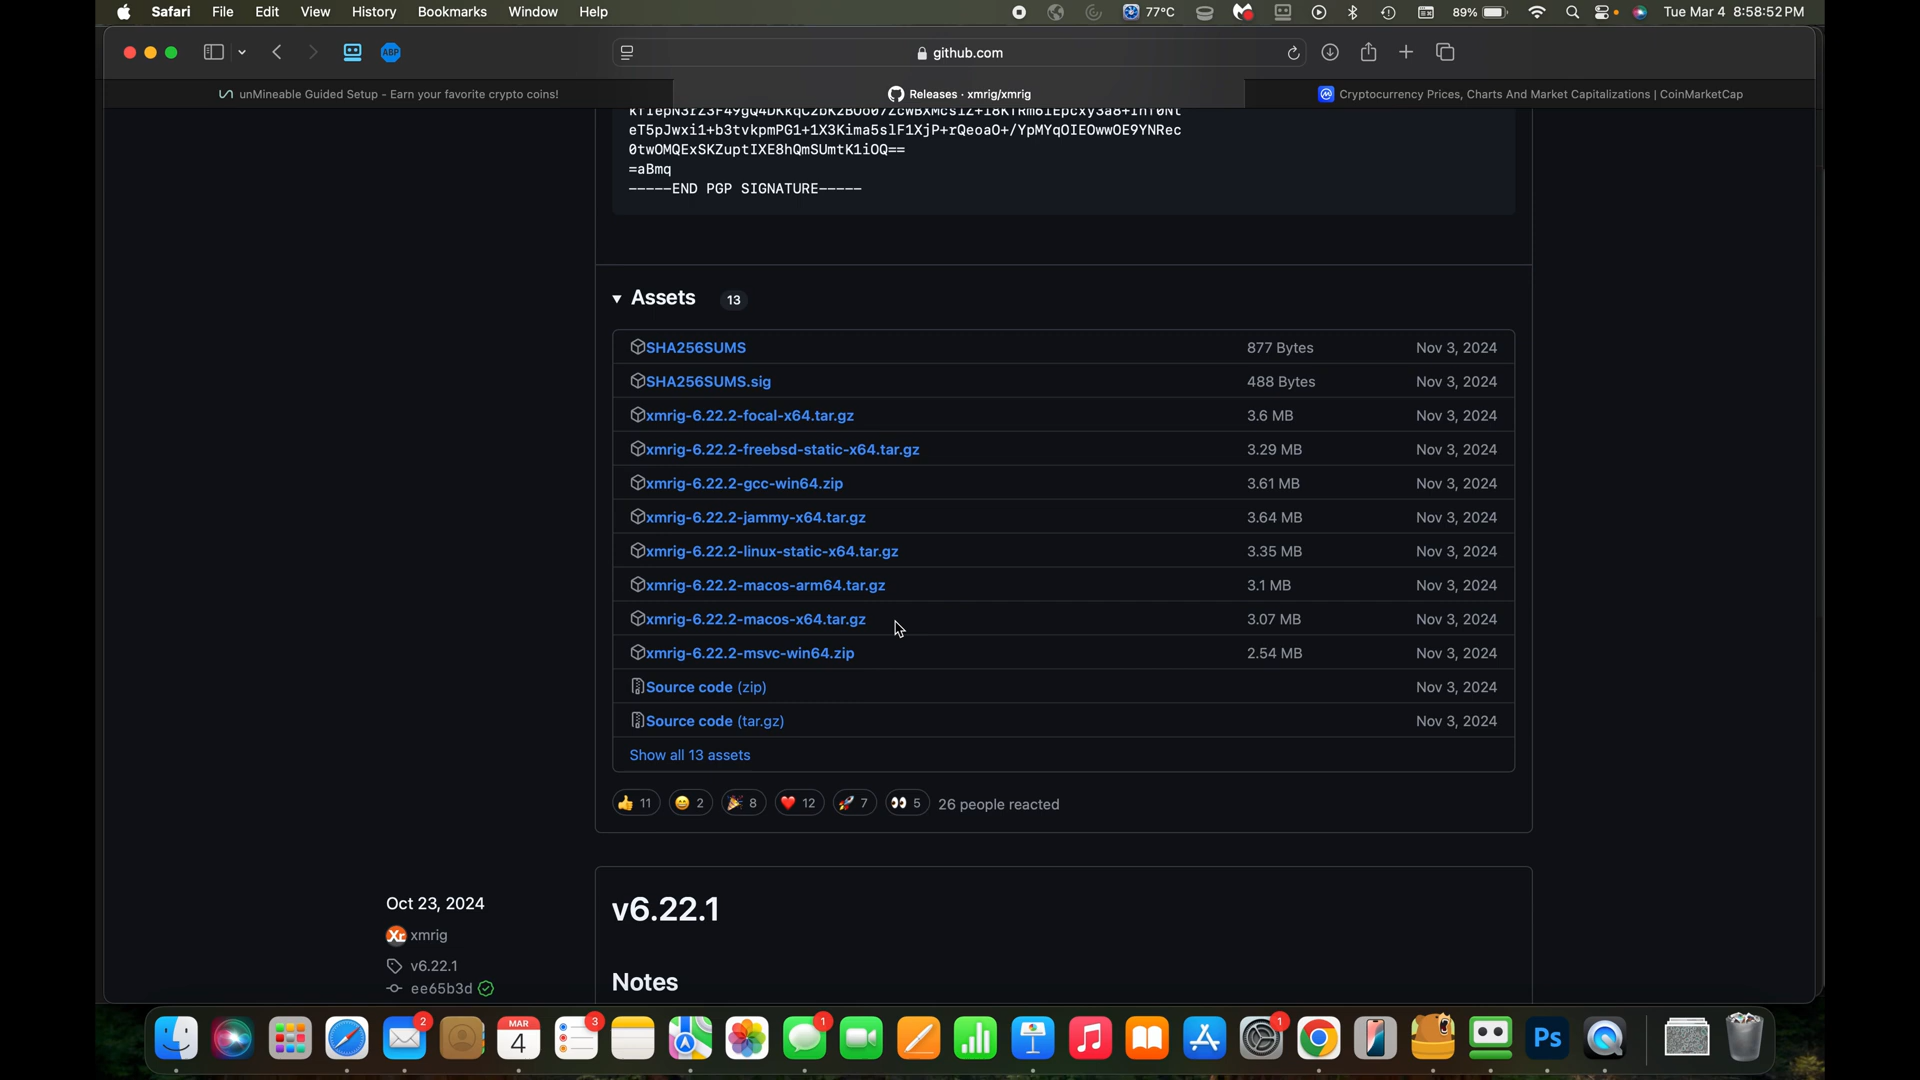 Safari File Edit View History Bookmarks Window Help 77°C 89% Tue Mar 4 8:58:52 PM
ABP github.com
unMineable Guided Setup - Earn your favorite crypto coins! Releases · xmrig/xmrig Cryptocurrency Prices, Charts And Market Capitalizations | CoinMarketCap
eT5pJwxi1+b3tvkpmPG1+1X3Kima5slF1XjP+rQeoaO+/YpMYqOIEOwwOE9YNRec
0twOMQExSKZuptIXE8hQmSUmtK1iOQ==
=aBmq
-----END PGP SIGNATURE-----
Assets 13
SHA256SUMS 877 Bytes Nov 3, 2024
SHA256SUMS.sig 488 Bytes Nov 3, 2024
xmrig-6.22.2-focal-x64.tar.gz 3.6 MB Nov 3, 2024
xmrig-6.22.2-freebsd-static-x64.tar.gz 3.29 MB Nov 3, 2024
xmrig-6.22.2-gcc-win64.zip 3.61 MB Nov 3, 2024
xmrig-6.22.2-jammy-x64.tar.gz 3.64 MB Nov 3, 2024
xmrig-6.22.2-linux-static-x64.tar.gz 3.35 MB Nov 3, 2024
xmrig-6.22.2-macos-arm64.tar.gz 3.1 MB Nov 3, 2024
xmrig-6.22.2-macos-x64.tar.gz 3.07 MB Nov 3, 2024
xmrig-6.22.2-msvc-win64.zip 2.54 MB Nov 3, 2024
Source code (zip) Nov 3, 2024
Source code (tar.gz) Nov 3, 2024
Show all 13 assets
👍 11 😄 2 🎉 8 ❤️ 12 🚀 7 👀 5 26 people reacted
Oct 23, 2024
Xr xmrig
v6.22.1
ee65b3d
v6.22.1
Notes
2 MAR 4 3 1 1 Ps